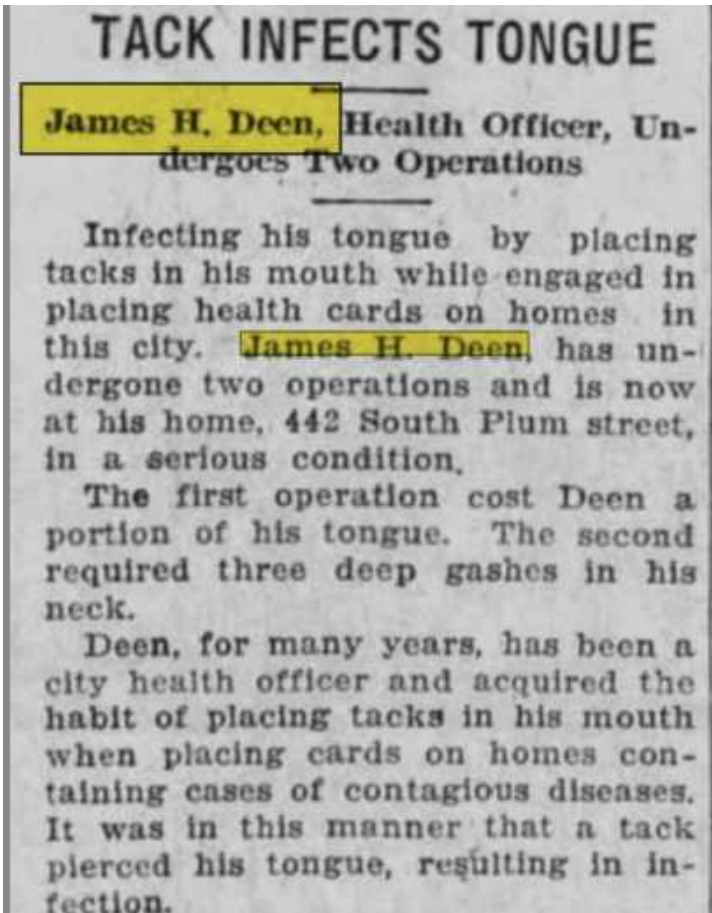 TACK INFECTS TONGUE
James H. Deen, Health Officer, Un-
dergoes Two Operations
Infecting his tongue by placing
tacks in his mouth while engaged in
placing health cards on homes in
this city. James H. Deen, has un-
dergone two operations and is now
at his home, 442 South Plum street,
in a serious condition.
The first operation cost Deen a
portion of his tongue. The second
required three deep gashes in his
neck.
Deen, for many years, has been a
city health officer and acquired the
habit of placing tacks in his mouth
when placing cards on homes con-
taining cases of contagious diseases.
It was in this manner that a tack
pierced his tongue, resulting in in-
fection.